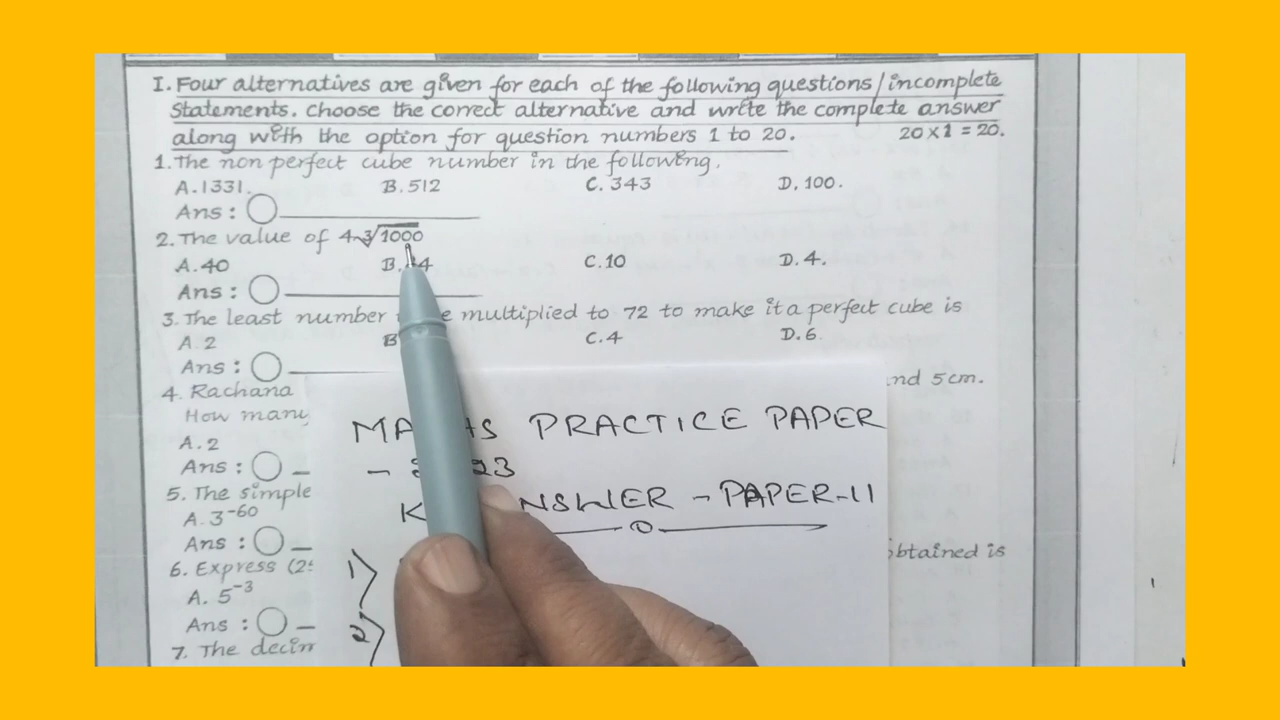 I. Four alternatives are given for each of the following questions/incomplete
Statements. Choose the correct alternative and write the complete answer
along with the option for question numbers 1 to 20. 20 x 1 = 20.
1. The non perfect cube number in the following.
A. 1331. B. 512 C. 343 D. 100.
Ans :
2. The value of 4 ∛1000
A. 40 B. 4 C. 10 D. 4.
Ans :
3. The least number multiplied to 72 to make it a perfect cube is
A. 2 B C. 4 D. 6.
Ans :
4. Rachana and 5cm.
How many
A. 2
Ans :
5. The simple
A. 3⁻⁶⁰
Ans :
6. Express obtained is
A. 5⁻³
Ans :
7. The
MATHS PRACTICE PAPER
- 23
PAPER-11
1)
2)